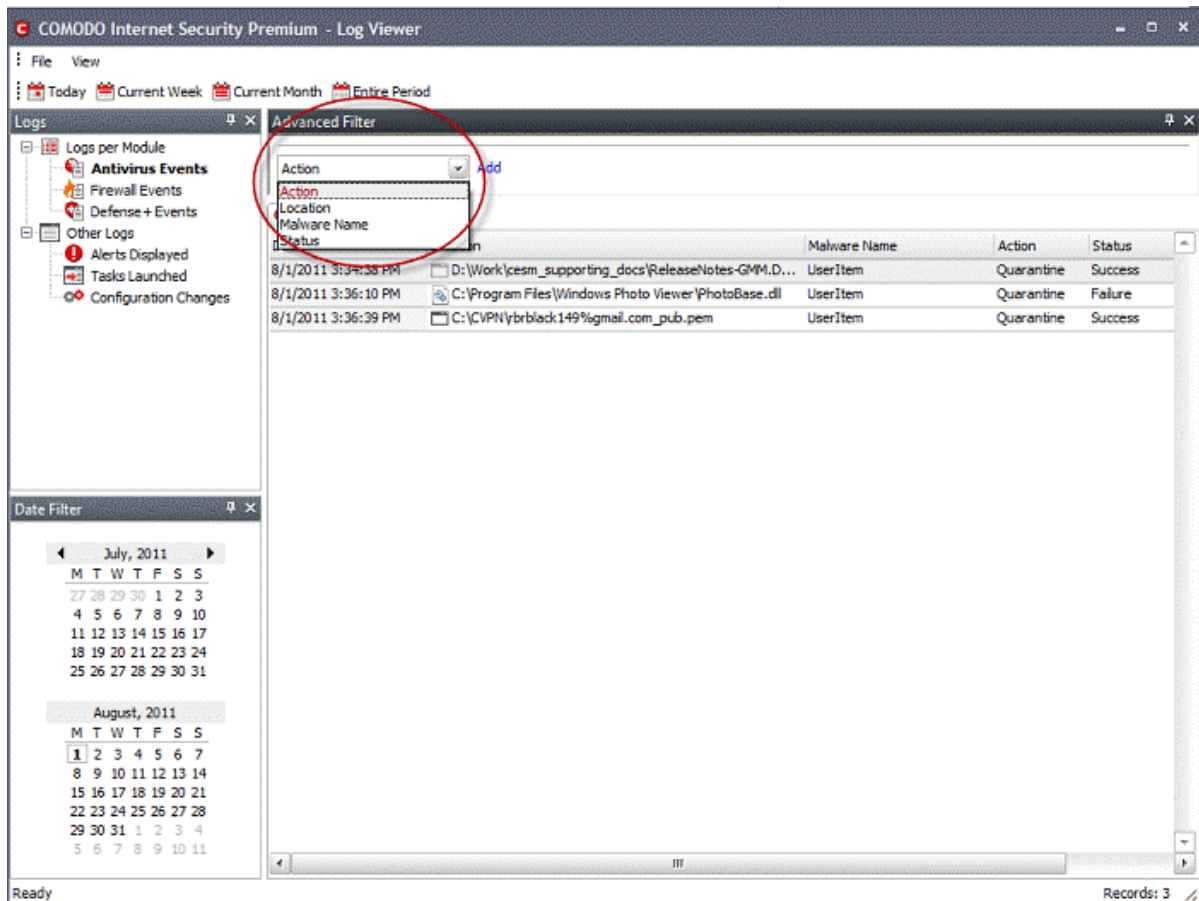 COMODO Internet Security Premium - Log Viewer
File View
Today Current Week Current Month Entire Period
Logs
Logs per Module
Antivirus Events
Firewall Events
Defense+ Events
Other Logs
Alerts Displayed
Tasks Launched
Configuration Changes
Advanced Filter
Action Add
Action
Location
Malware Name
Status
Malware Name Action Status
8/1/2011 3:34:38 PM D:\Work\cesm_supporting_docs\ReleaseNotes-GMM.D... UserItem Quarantine Success
8/1/2011 3:36:10 PM C:\Program Files\Windows Photo Viewer\PhotoBase.dll UserItem Quarantine Failure
8/1/2011 3:36:39 PM C:\CVPN\rbrblack149%gmail.com_pub.pem UserItem Quarantine Success
Date Filter
July, 2011
M T W T F S S
27 28 29 30 1 2 3
4 5 6 7 8 9 10
11 12 13 14 15 16 17
18 19 20 21 22 23 24
25 26 27 28 29 30 31
August, 2011
M T W T F S S
1 2 3 4 5 6 7
8 9 10 11 12 13 14
15 16 17 18 19 20 21
22 23 24 25 26 27 28
29 30 31 1 2 3 4
5 6 7 8 9 10 11
Ready
Records: 3